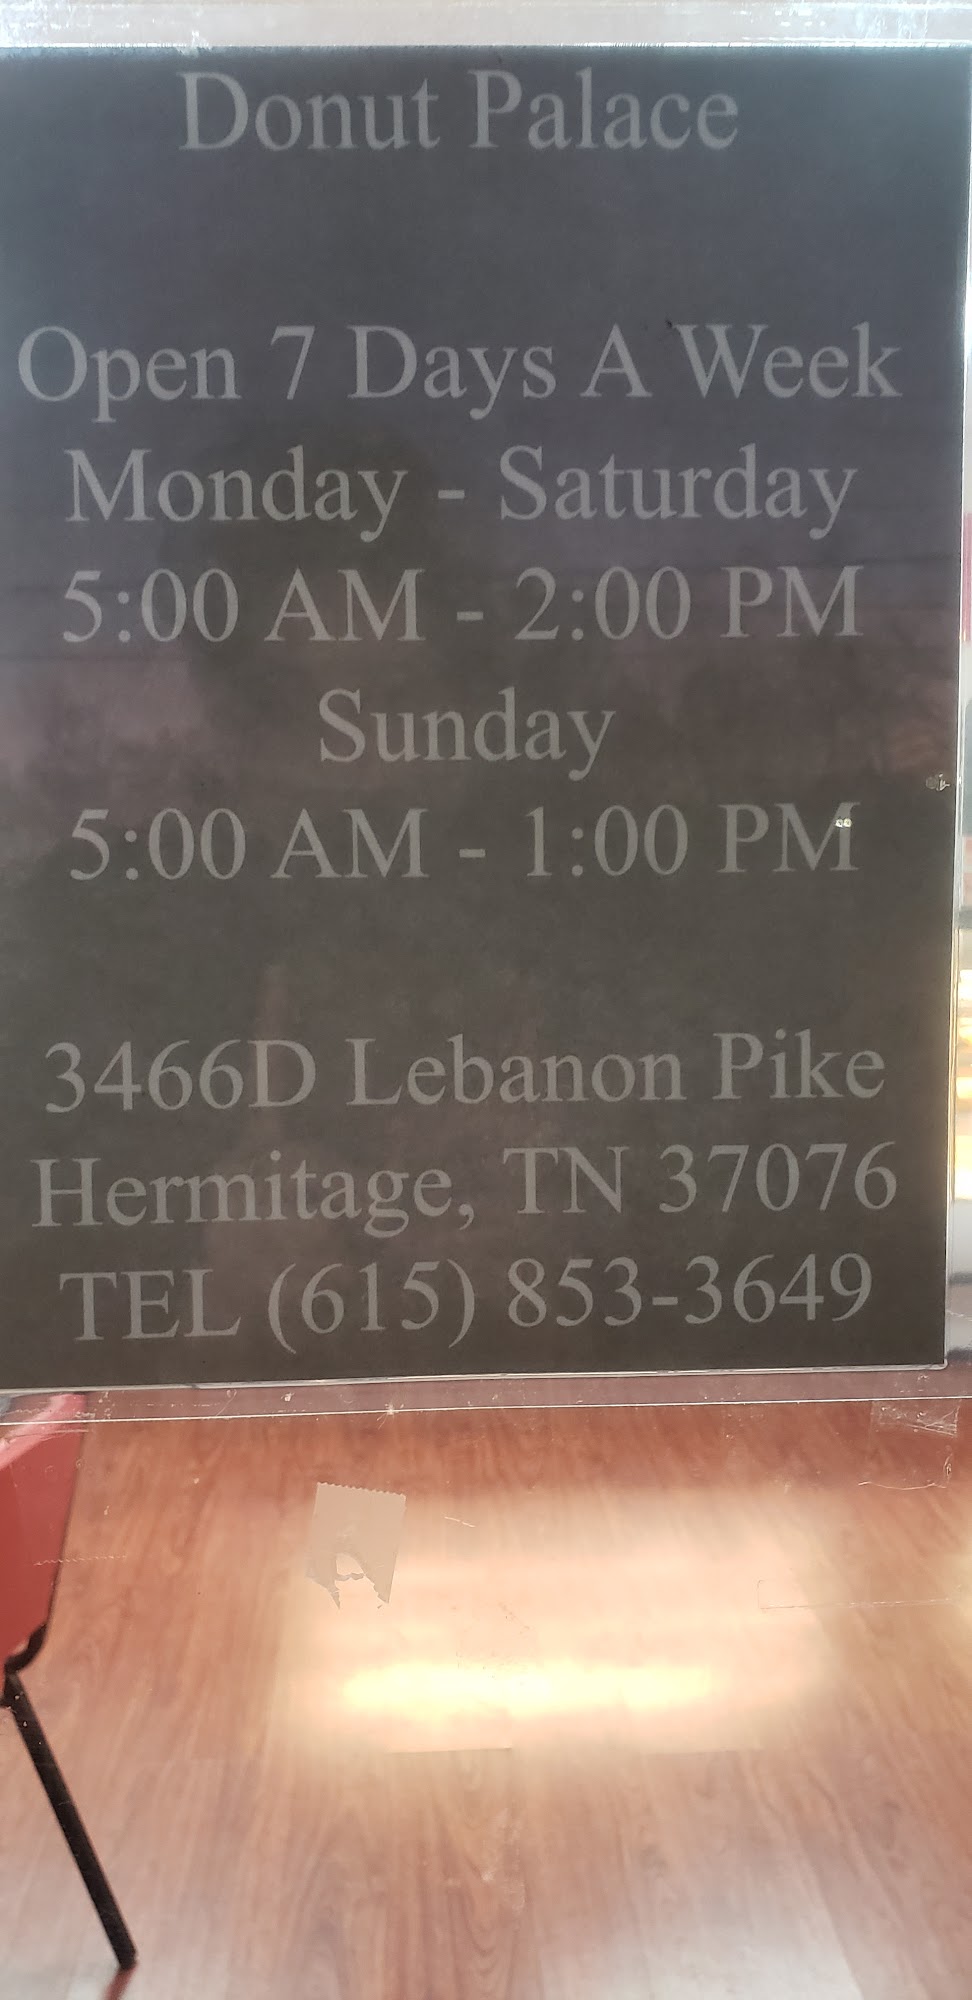 Donut Palace
Open 7 Days A Week
Monday - Saturday
5:00 AM - 2:00 PM
Sunday
5:00 AM - 1:00 PM
3466D Lebanon Pike
Hermitage, TN 37076
TEL (615) 853-3649